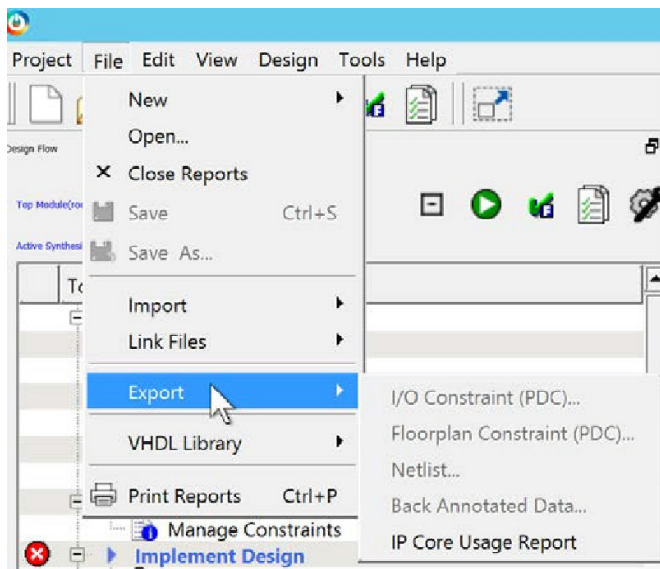 Project File Edit View Design Tools Help
New
Open...
Design Flow
Close Reports
Top Module(roo
Save Ctrl+S
Active Synthesi
Save As...
To
Import
Link Files
Export
I/O Constraint (PDC)...
Floorplan Constraint (PDC)...
VHDL Library
Netlist...
Print Reports Ctrl+P
Back Annotated Data...
Manage Constraints
IP Core Usage Report
Implement Design